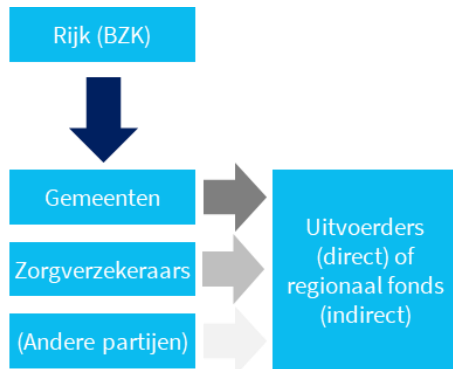 Rijk (BZK)
Gemeenten
Zorgverzekeraars
(Andere partijen)
Uitvoerders
(direct) of
regionaal fonds
(indirect)